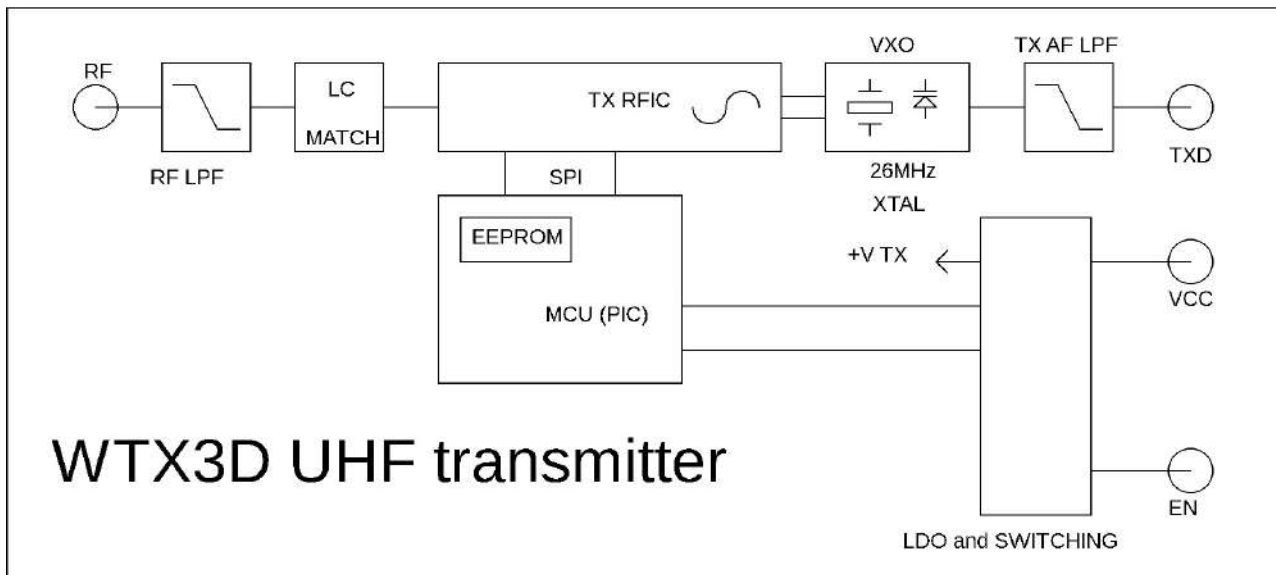 RF
LC
MATCH
RF LPF
TX RFIC
VXO
26MHz
XTAL
TX AF LPF
TXD
SPI
EEPROM
MCU (PIC)
+V TX
VCC
EN
LDO and SWITCHING
WTX3D UHF transmitter